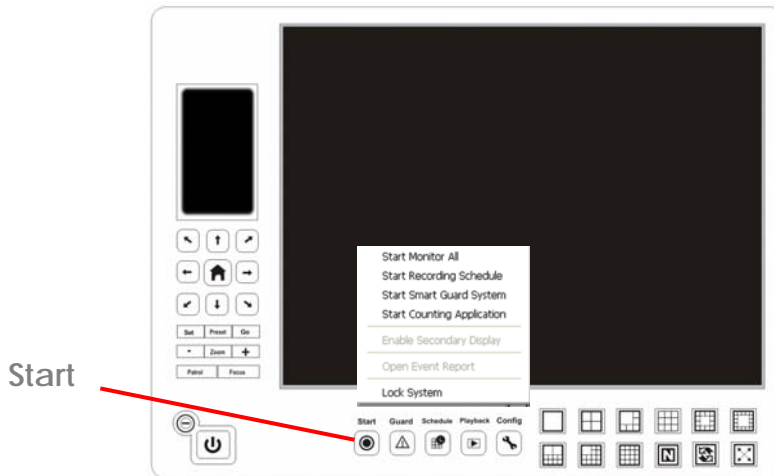 Start Monitor All
Start Recording Schedule
Start Smart Guard System
Start Counting Application
Enable Secondary Display
Open Event Report
Lock System
Set Preset Go
- Zoom +
Patrol Focus
Start
Start Guard Schedule Playback Config
N